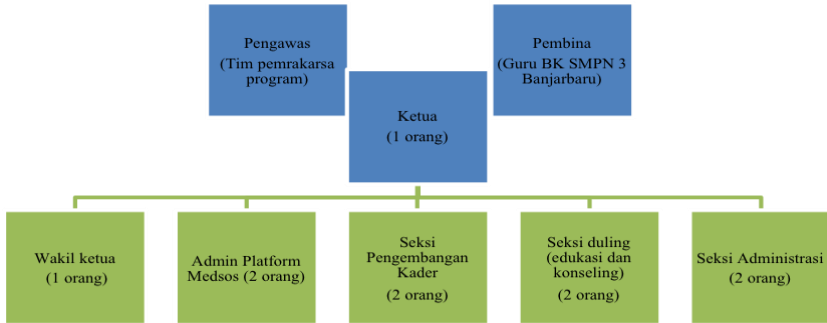 Pengawas
(Tim pemrakarsa
program)
Pembina
(Guru BK SMPN 3
Banjarbaru)
Ketua
(1 orang)
Wakil ketua
(1 orang)
Admin Platform
Medsos (2 orang)
Seksi
Pengembangan
Kader
(2 orang)
Seksi duling
(edukasi dan
konseling)
(2 orang)
Seksi Administrasi
(2 orang)